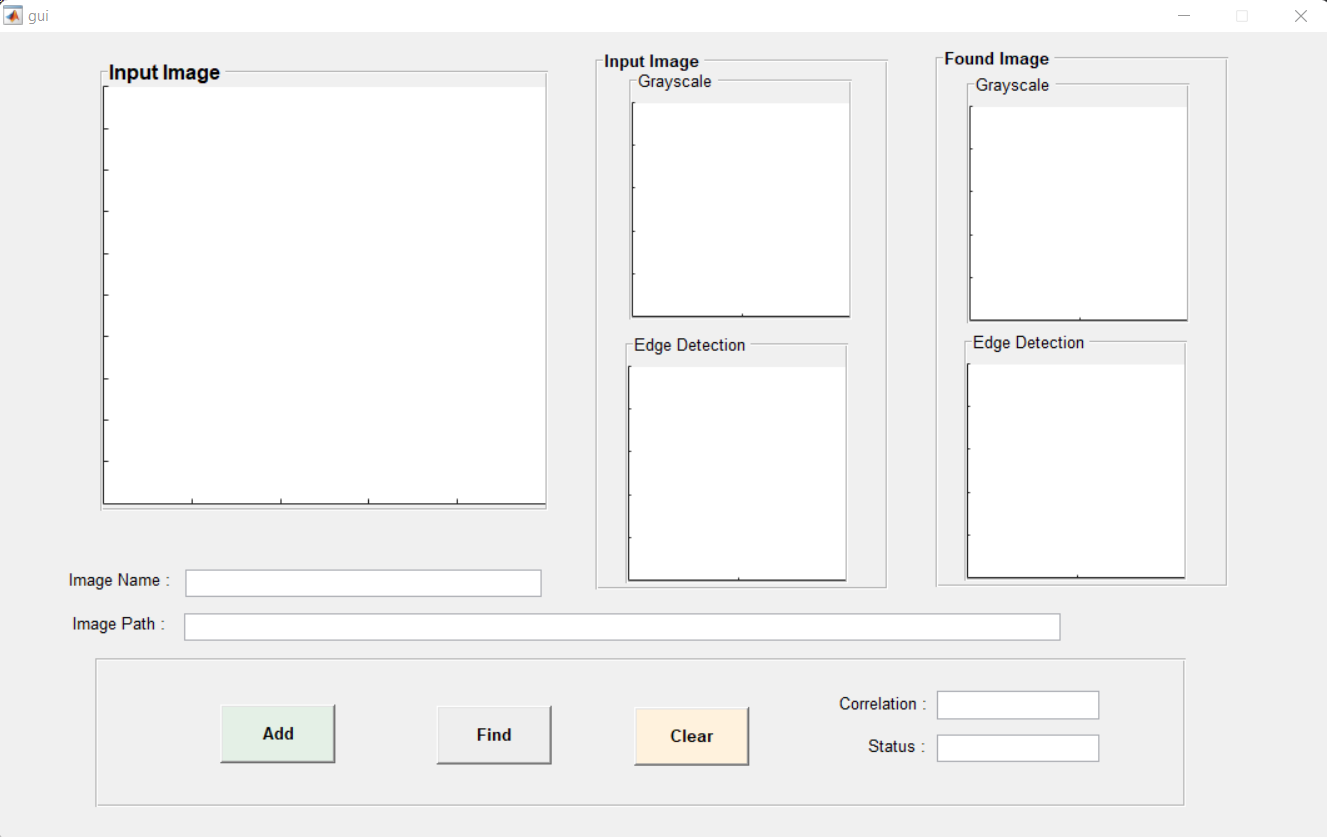 gui
Input Image
Input Image
Grayscale
Edge Detection
Found Image
Grayscale
Edge Detection
Image Name :
Image Path :
Add
Find
Clear
Correlation :
Status :